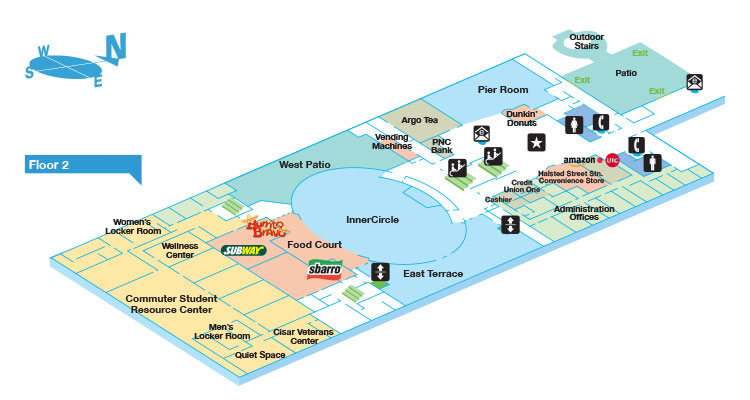 N
W
S
E
Floor 2
Outdoor
Stairs
Exit
Patio
Exit
Exit
Pier Room
Argo Tea
Dunkin'
Donuts
Vending
Machines
PNC
Bank
West Patio
amazon
UIC
Halsted Street Stn.
Convenience Store
Credit
Union One
Cashier
Administration
Offices
InnerCircle
Women's
Locker Room
Burrito
Bravo
SUBWAY
Food Court
sbarro
East Terrace
Wellness
Center
Commuter Student
Resource Center
Men's
Locker Room
Cisar Veterans
Center
Quiet Space